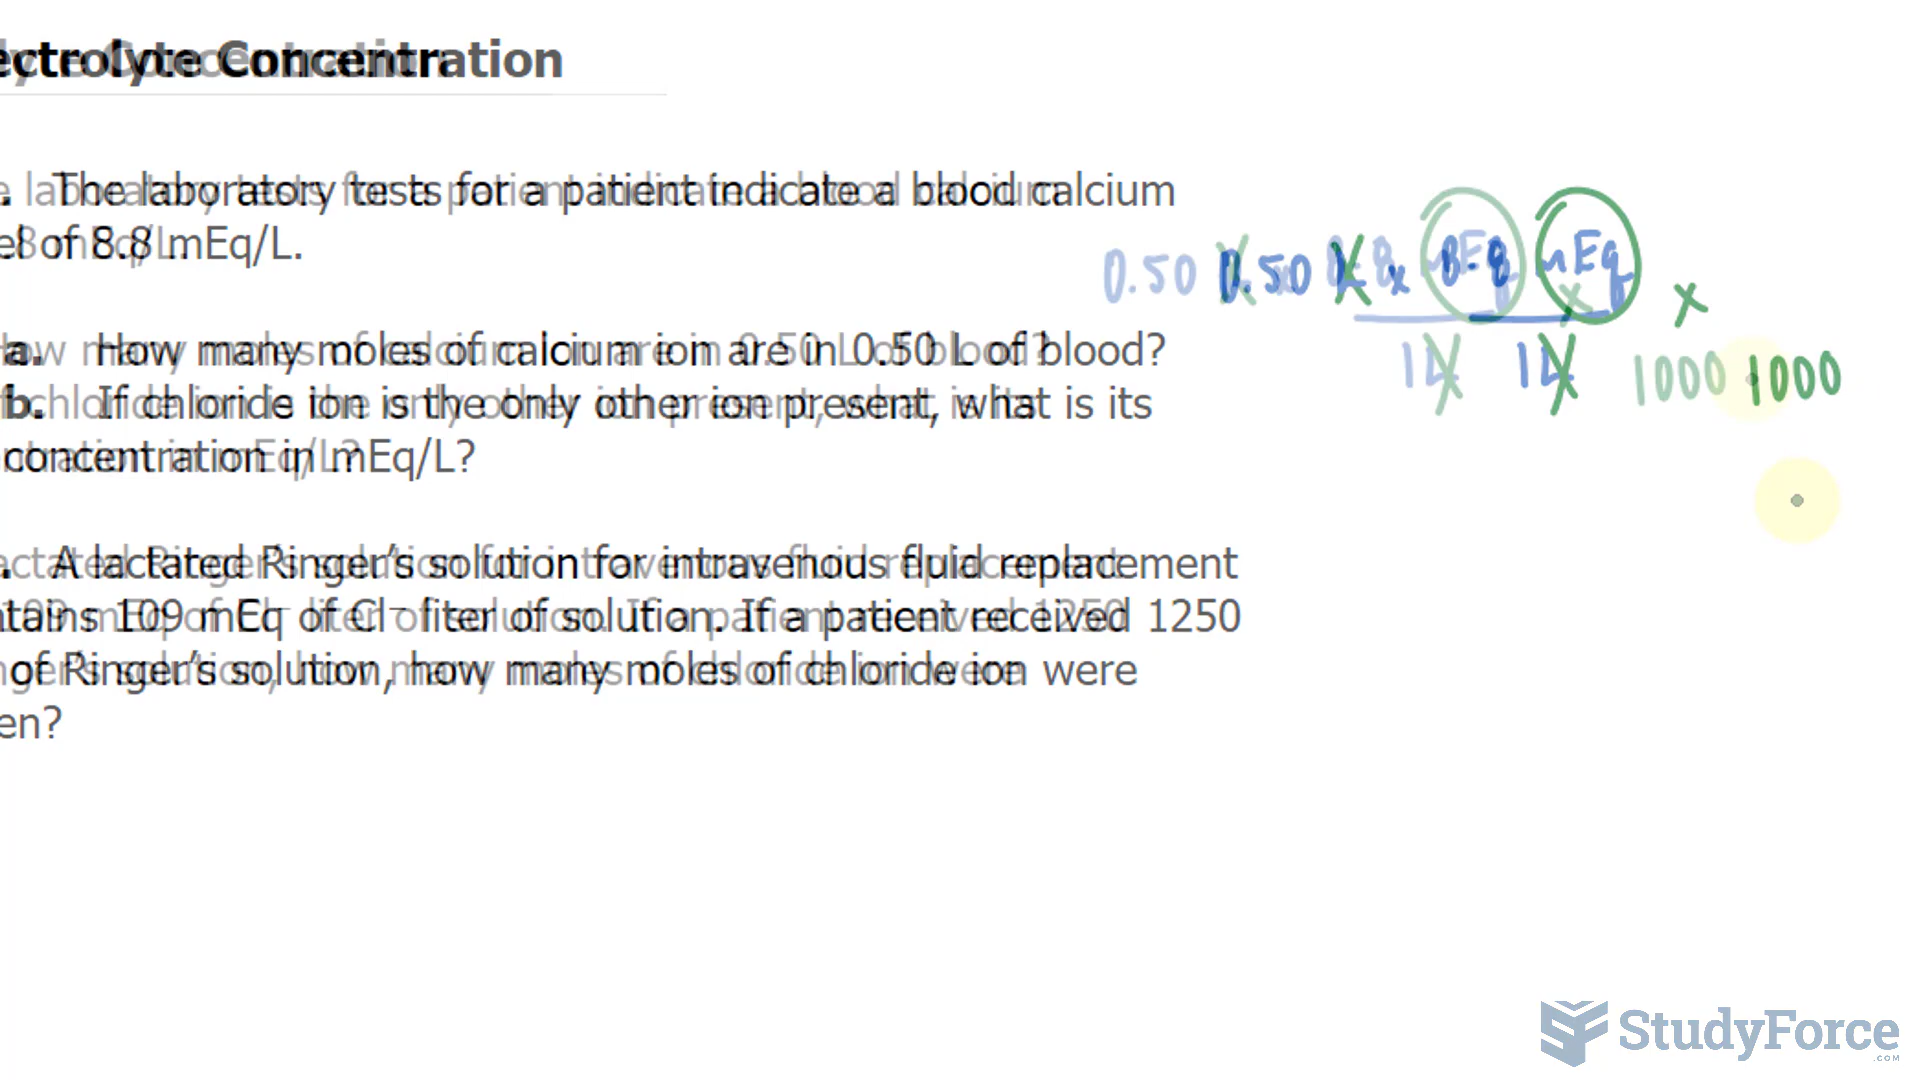 ectrolyte Concentration
. The laboratory tests for a patient indicate a blood calcium
el of 8.8 mEq/L.
a. How many moles of calcium ion are in 0.50 L of blood?
b. If chloride ion is the only other ion present, what is its
concentration in mEq/L?
. A lactated Ringer’s solution for intravenous fluid replacement
tains 109 mEq of Cl⁻ liter of solution. If a patient received 1250
of Ringer’s solution, how many moles of chloride ion were
en?
0.50 L x 8.8 mEq x
1L 1000
StudyForce
.COM